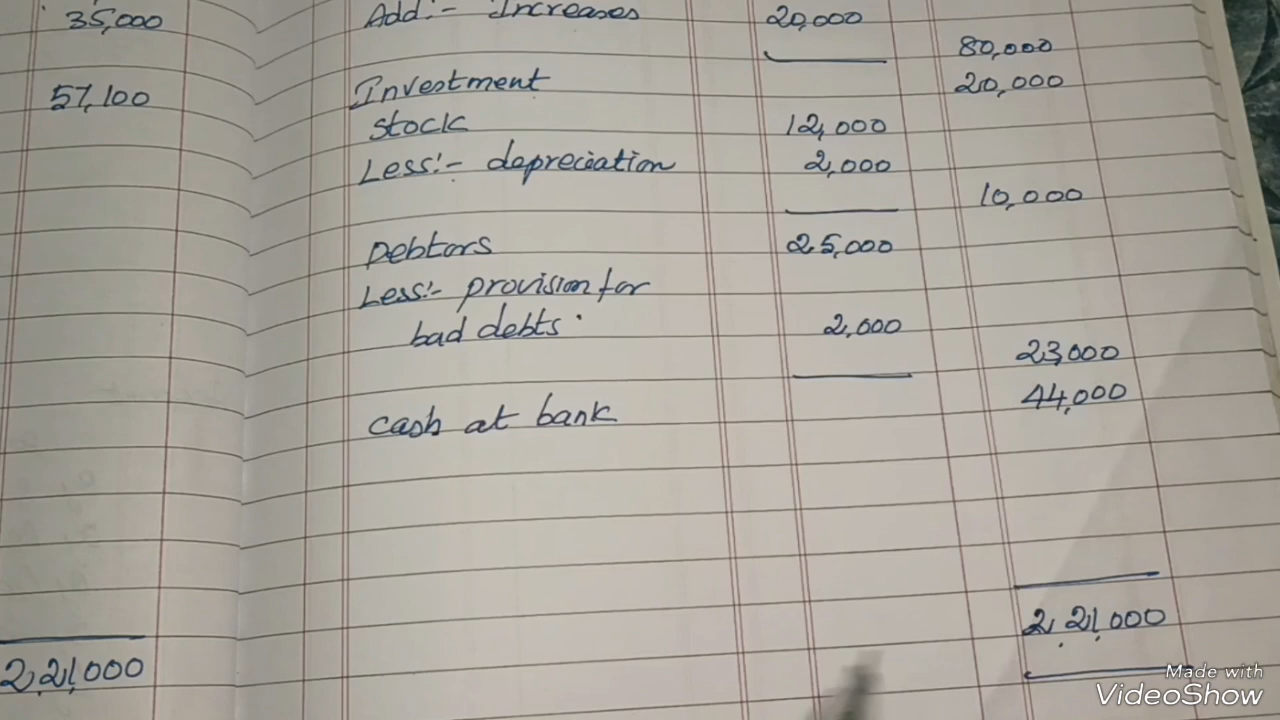 35,000 Add:- Increases 20,000
80,000
57,100 Investment 20,000
Stock 12,000
Less:- depreciation 2,000
10,000
Debtors 25,000
Less:- provision for
bad debts. 2,000
23,000
cash at bank 44,000
2,21,000
2,21,000
Made with
VideoShow